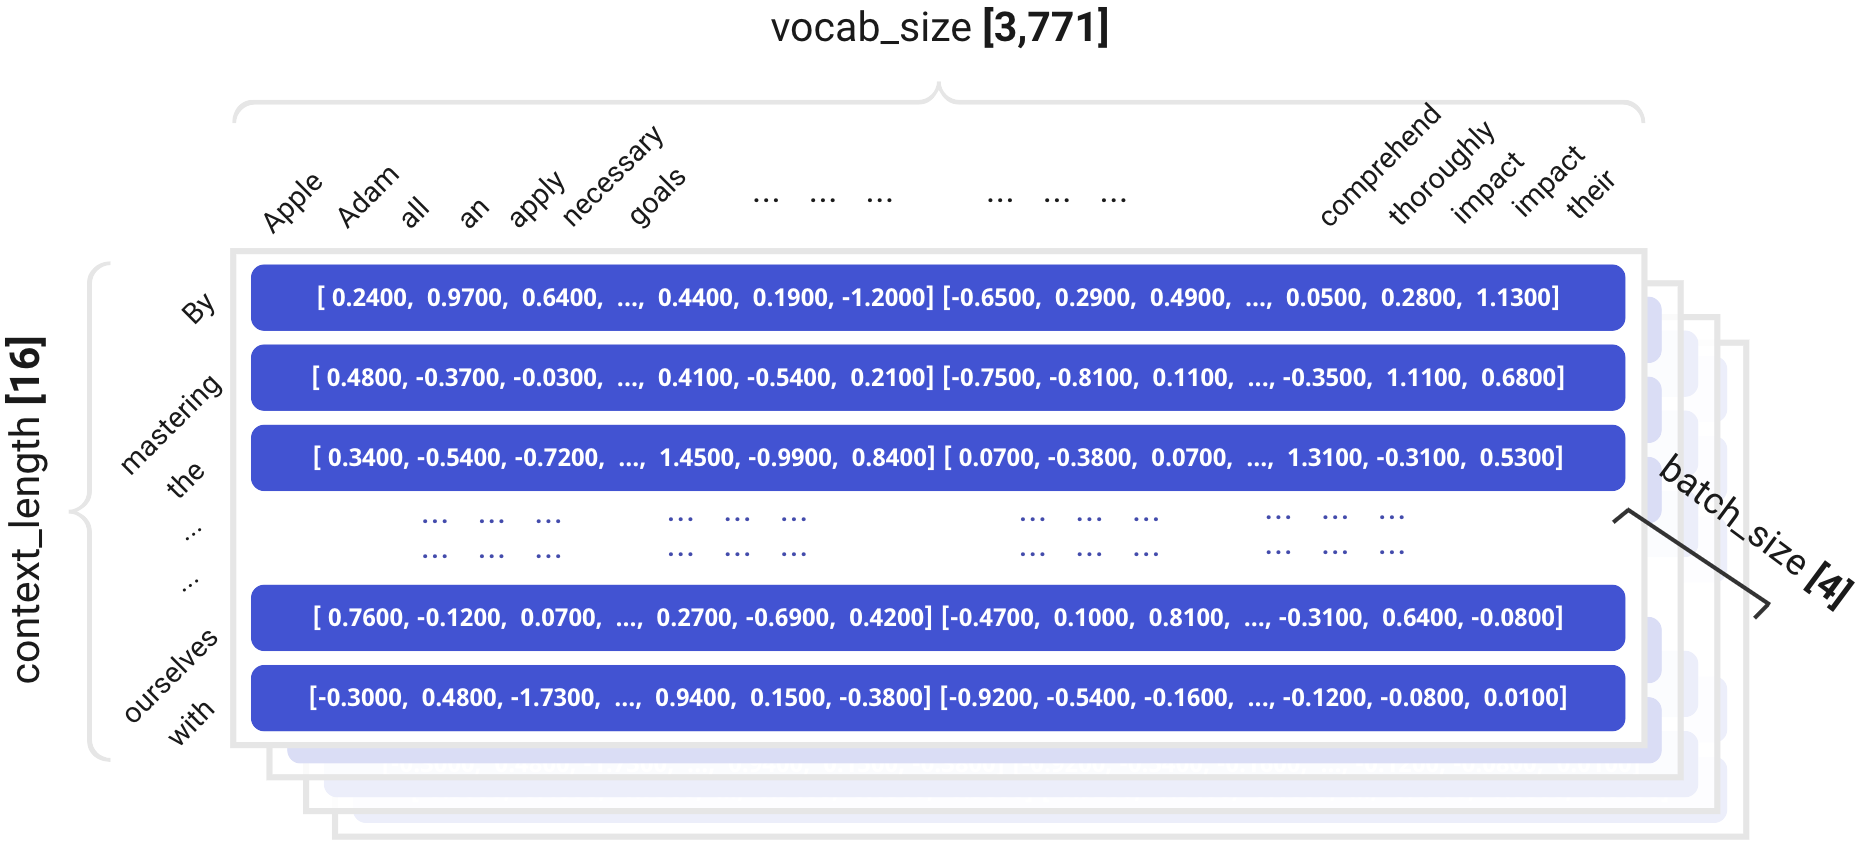 vocab_size [3,771]
Apple Adam all an apply necessary goals ... ... ... ... ... ... comprehend thoroughly impact impact their
context_length [16]
By [ 0.2400, 0.9700, 0.6400, ..., 0.4400, 0.1900, -1.2000] [-0.6500, 0.2900, 0.4900, ..., 0.0500, 0.2800, 1.1300]
mastering [ 0.4800, -0.3700, -0.0300, ..., 0.4100, -0.5400, 0.2100] [-0.7500, -0.8100, 0.1100, ..., -0.3500, 1.1100, 0.6800]
the [ 0.3400, -0.5400, -0.7200, ..., 1.4500, -0.9900, 0.8400] [ 0.0700, -0.3800, 0.0700, ..., 1.3100, -0.3100, 0.5300]
... ... ... ... ... ... ... ... ... ... ... ... ...
... ... ... ... ... ... ... ... ... ... ... ... ...
ourselves [ 0.7600, -0.1200, 0.0700, ..., 0.2700, -0.6900, 0.4200] [-0.4700, 0.1000, 0.8100, ..., -0.3100, 0.6400, -0.0800]
with [-0.3000, 0.4800, -1.7300, ..., 0.9400, 0.1500, -0.3800] [-0.9200, -0.5400, -0.1600, ..., -0.1200, -0.0800, 0.0100]
batch_size [4]